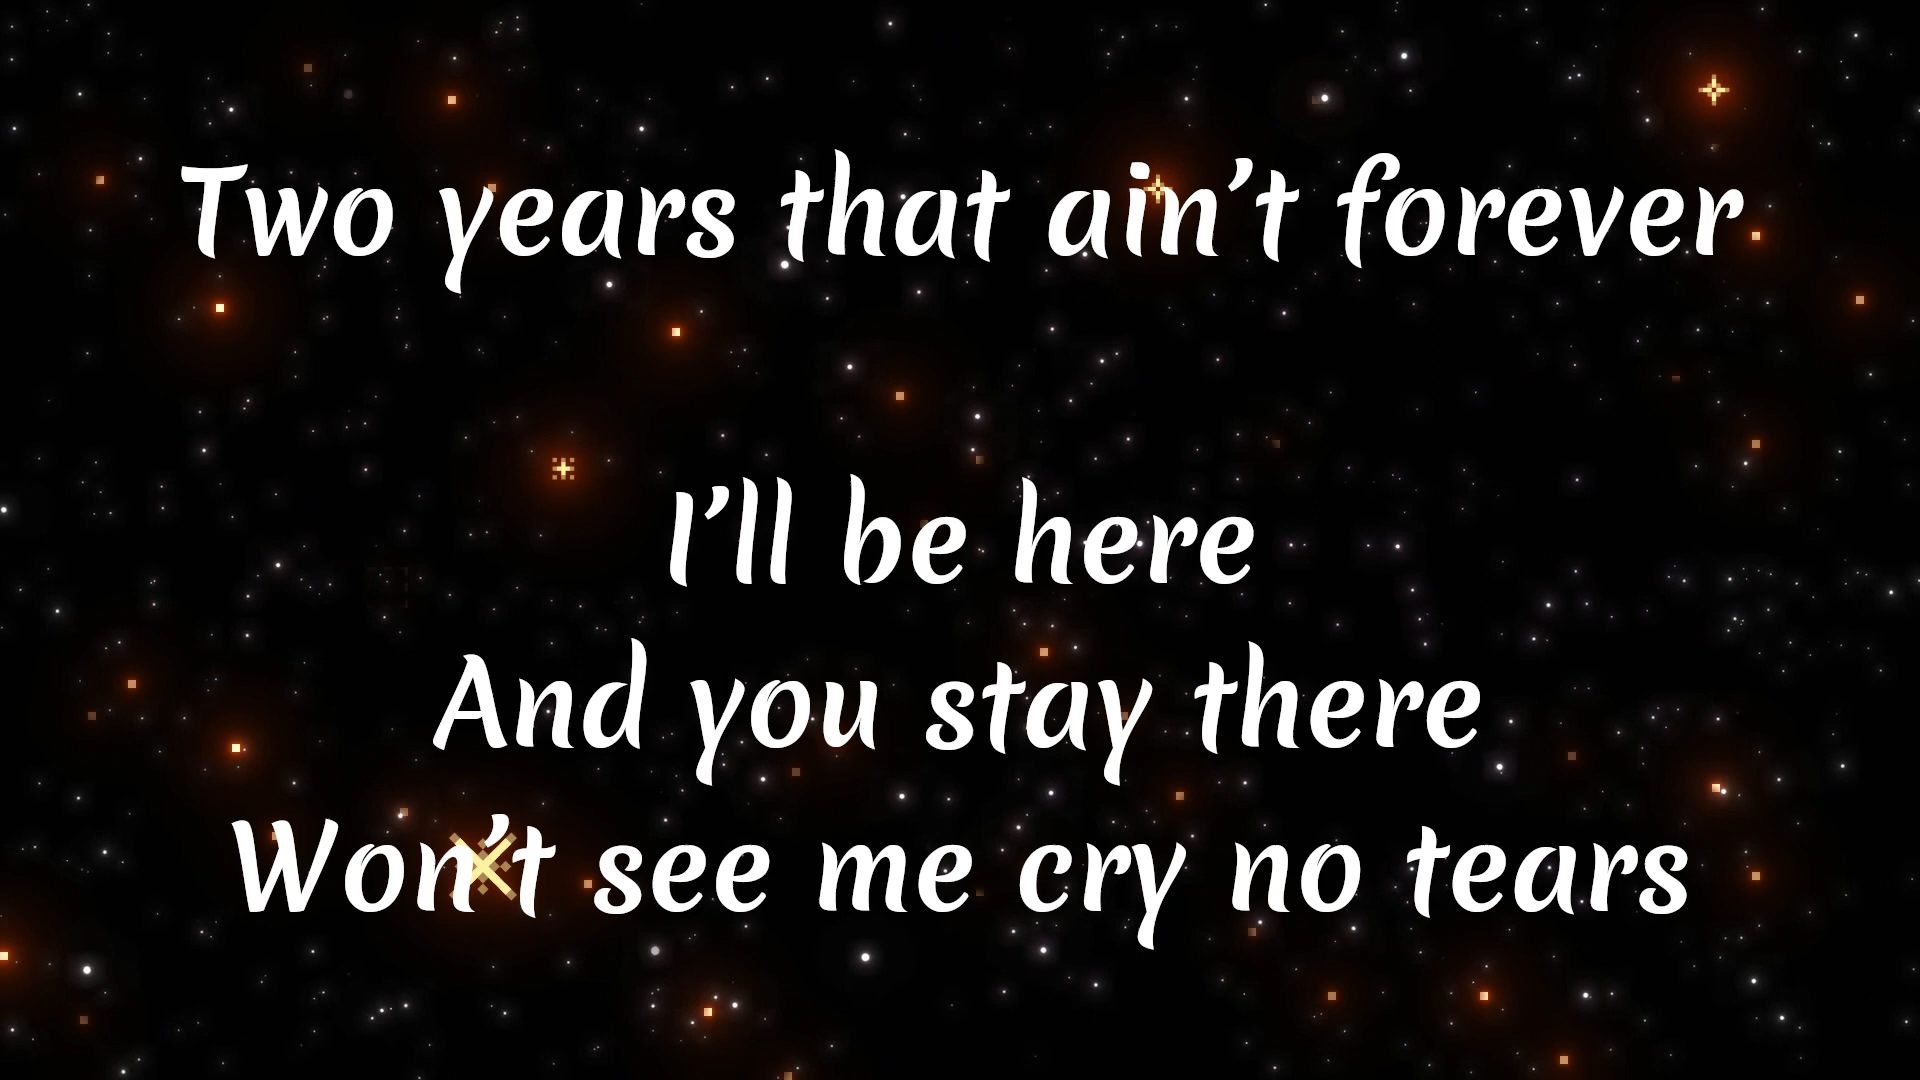 Two years that ain’t forever
I’ll be here
And you stay there
Won’t see me cry no tears